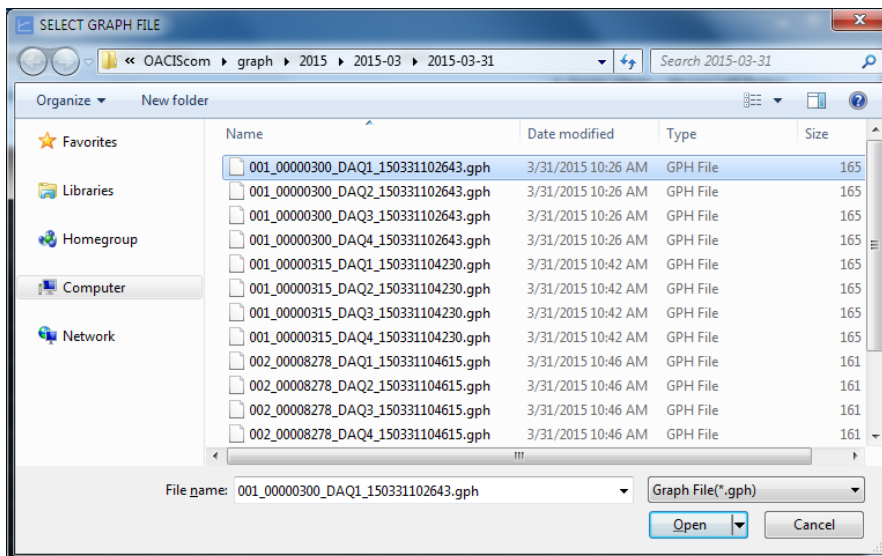 SELECT GRAPH FILE
« OACIScom ▸ graph ▸ 2015 ▸ 2015-03 ▸ 2015-03-31
Search 2015-03-31
Organize ▾ New folder
Favorites
Libraries
Homegroup
Computer
Network
Name Date modified Type Size
001_00000300_DAQ1_150331102643.gph 3/31/2015 10:26 AM GPH File 165
001_00000300_DAQ2_150331102643.gph 3/31/2015 10:26 AM GPH File 165
001_00000300_DAQ3_150331102643.gph 3/31/2015 10:26 AM GPH File 165
001_00000300_DAQ4_150331102643.gph 3/31/2015 10:26 AM GPH File 165
001_00000315_DAQ1_150331104230.gph 3/31/2015 10:42 AM GPH File 165
001_00000315_DAQ2_150331104230.gph 3/31/2015 10:42 AM GPH File 165
001_00000315_DAQ3_150331104230.gph 3/31/2015 10:42 AM GPH File 165
001_00000315_DAQ4_150331104230.gph 3/31/2015 10:42 AM GPH File 165
002_00008278_DAQ1_150331104615.gph 3/31/2015 10:46 AM GPH File 161
002_00008278_DAQ2_150331104615.gph 3/31/2015 10:46 AM GPH File 161
002_00008278_DAQ3_150331104615.gph 3/31/2015 10:46 AM GPH File 161
002_00008278_DAQ4_150331104615.gph 3/31/2015 10:46 AM GPH File 161
File name: 001_00000300_DAQ1_150331102643.gph Graph File(*.gph)
Open Cancel